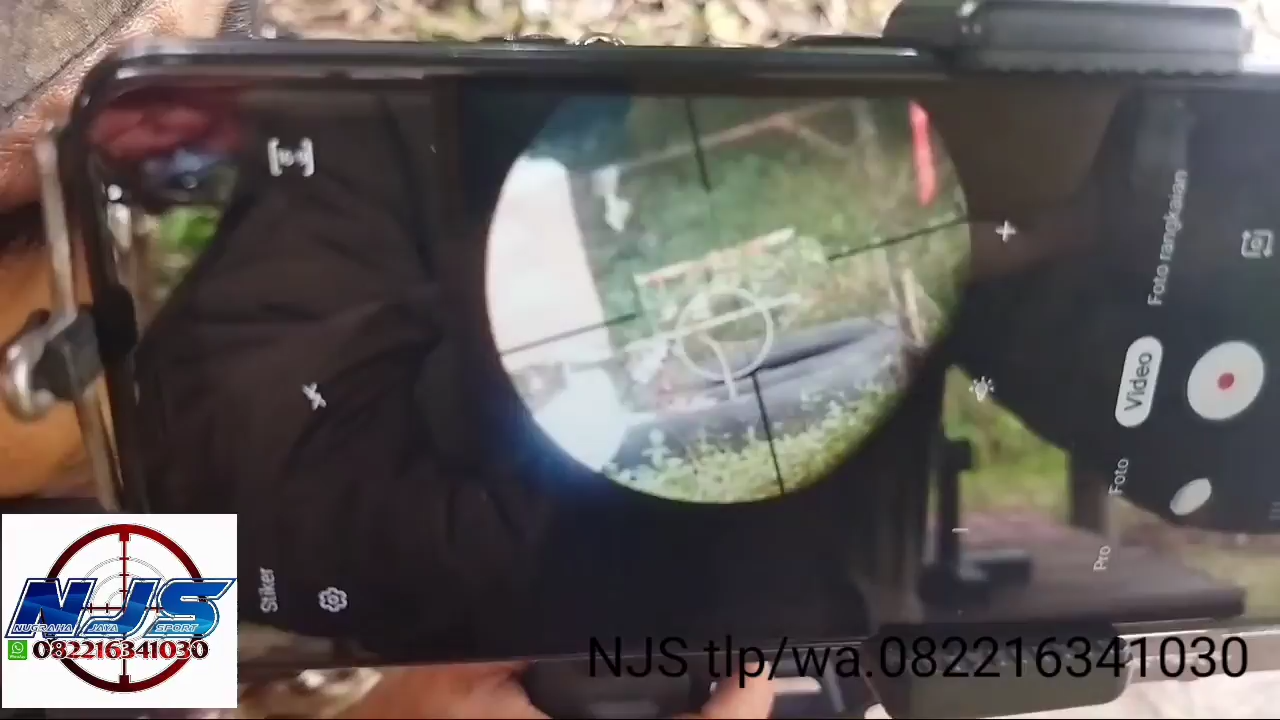 Foto rangkaian
Video
Foto
Pro
Stiker
NJS
NUGRAHA JAYA SPORT
082216341030
NJS tlp/wa.082216341030